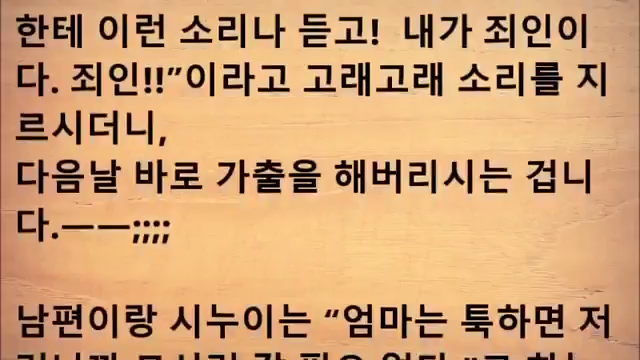 한테 이런 소리나 듣고!  내가 죄인이
다. 죄인!!”이라고 고래고래 소리를 지
르시더니,
다음날 바로 가출을 해버리시는 겁니
다.ㅡㅡ;;;;
남편이랑 시누이는 “엄마는 툭하면 저